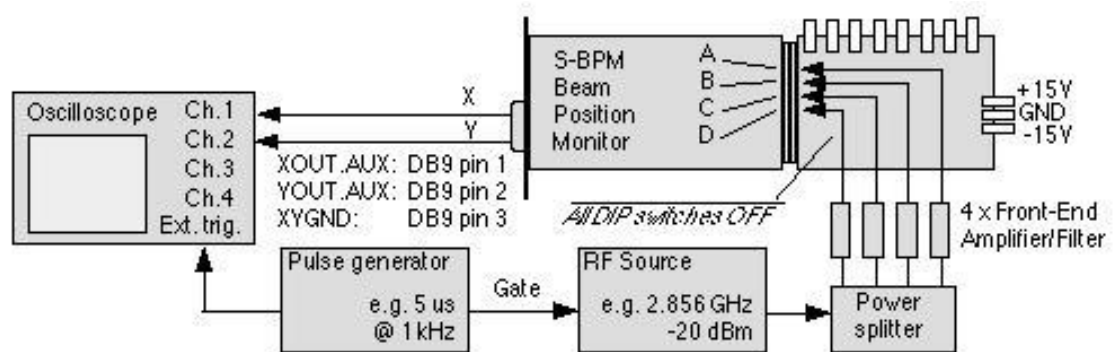 Oscilloscope
Ch.1
Ch.2
Ch.3
Ch.4
Ext. trig.
X
Y
XOUT.AUX: DB9 pin 1
YOUT.AUX: DB9 pin 2
XYGND: DB9 pin 3
S-BPM
Beam
Position
Monitor
A
B
C
D
+15V
GND
-15V
All DIP switches OFF
4 x Front-End
Amplifier/Filter
Pulse generator
e.g. 5 us
@ 1kHz
Gate
RF Source
e.g. 2.856 GHz
-20 dBm
Power
splitter